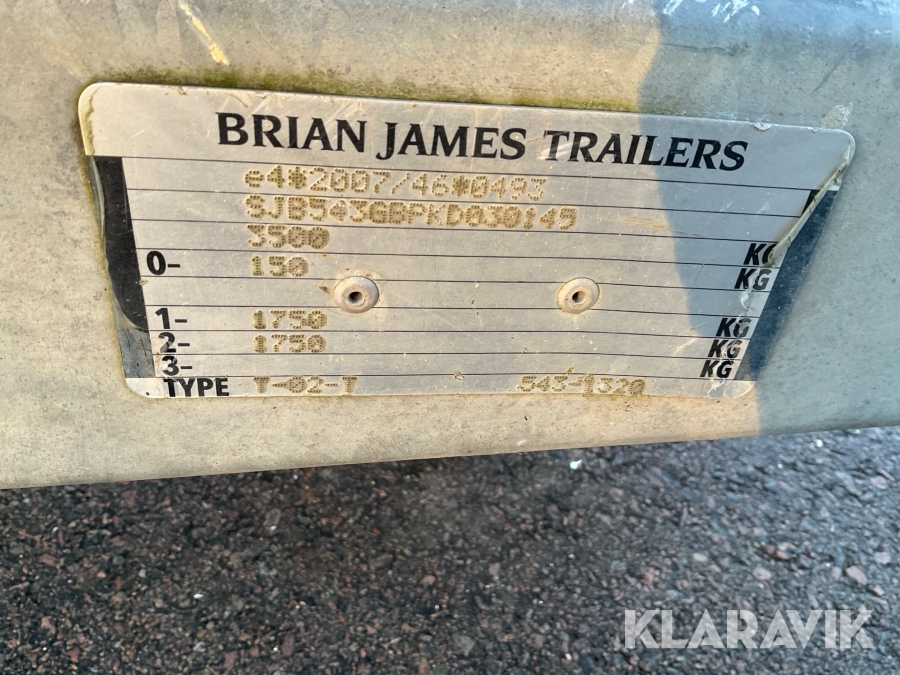 BRIAN JAMES TRAILERS
e4*2007/46*0493
SJB543GBPKD030145
3500 KG
0- 150 KG
1- 1750 KG
2- 1750 KG
3- KG
TYPE T-02-T 543-1320
KLARAVIK